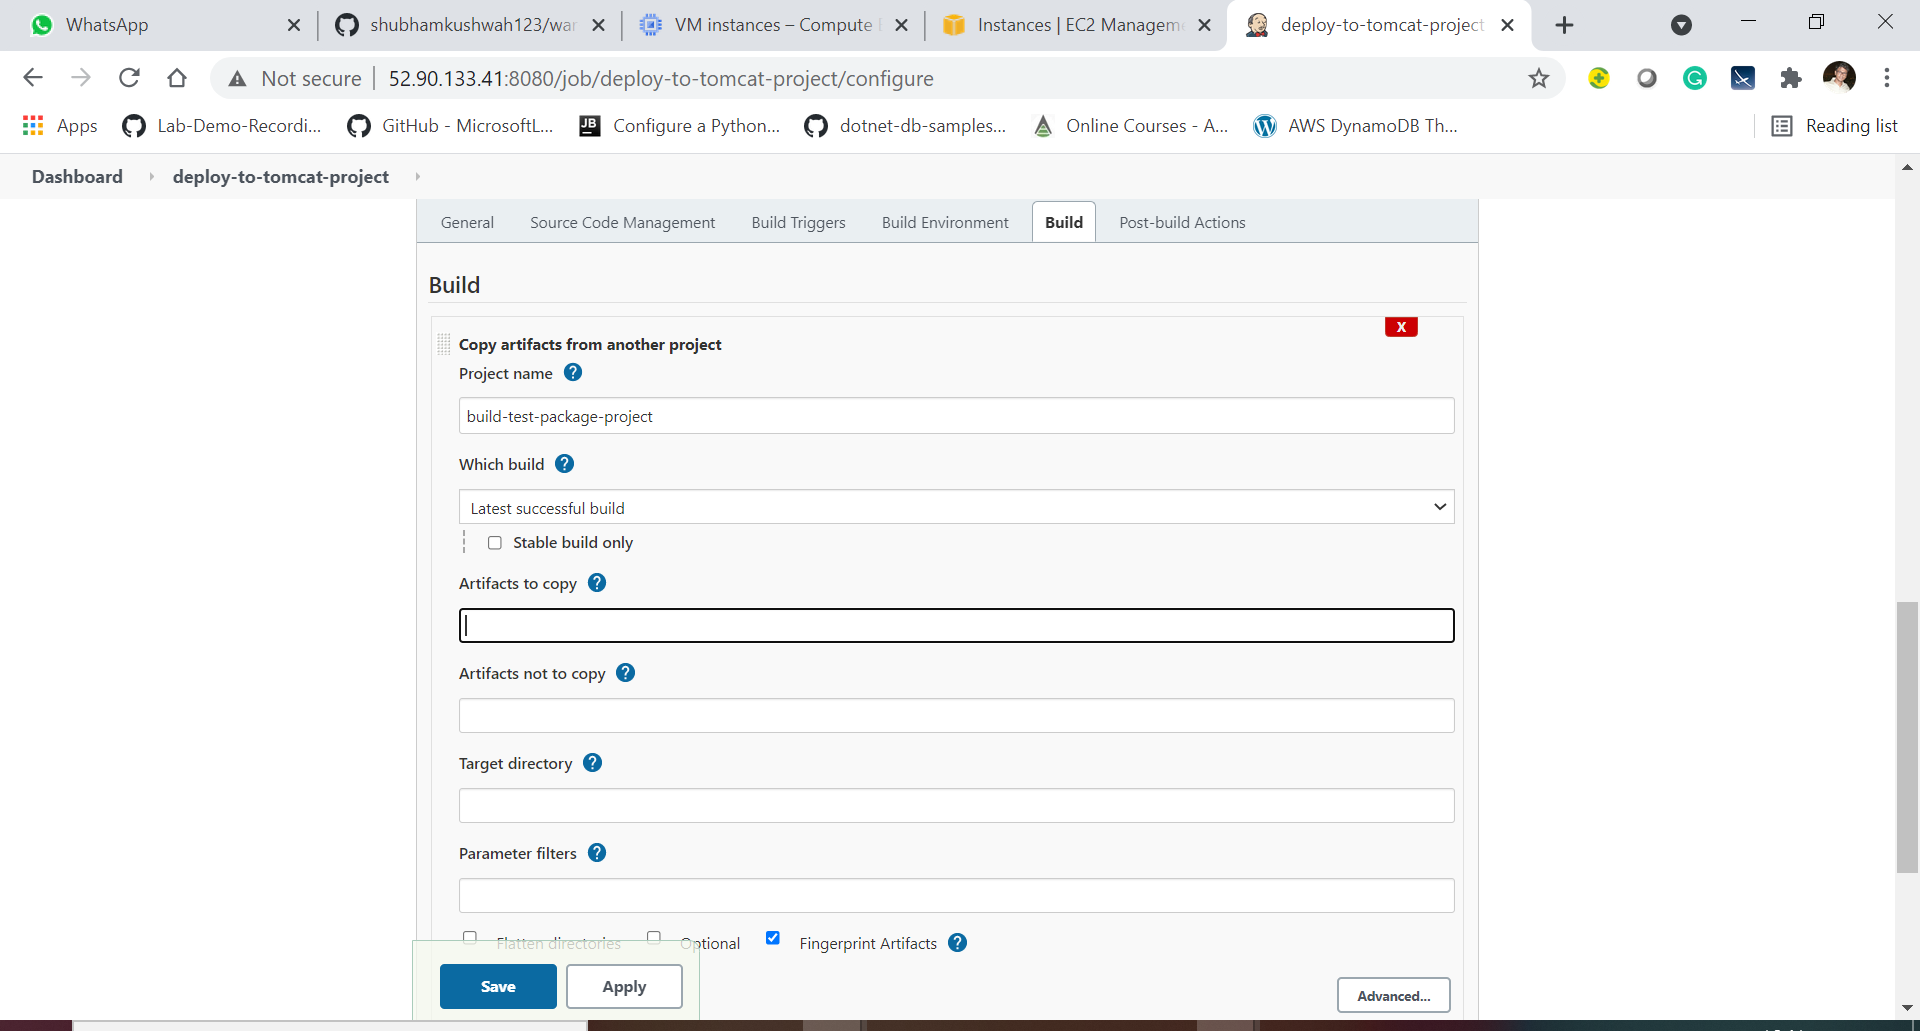 WhatsApp
shubhamkushwah123/war
VM instances – Compute E
Instances | EC2 Manageme
deploy-to-tomcat-project
Not secure
52.90.133.41:8080/job/deploy-to-tomcat-project/configure
Apps
Lab-Demo-Recordi...
GitHub - MicrosoftL...
JB
Configure a Python...
dotnet-db-samples...
Online Courses - A...
AWS DynamoDB Th...
Reading list
Dashboard
deploy-to-tomcat-project
General
Source Code Management
Build Triggers
Build Environment
Build
Post-build Actions
Build
X
Copy artifacts from another project
Project name ?
build-test-package-project
Which build ?
Latest successful build
Stable build only
Artifacts to copy ?
Artifacts not to copy ?
Target directory ?
Parameter filters ?
Flatten directories
Optional
Fingerprint Artifacts ?
Save
Apply
Advanced...